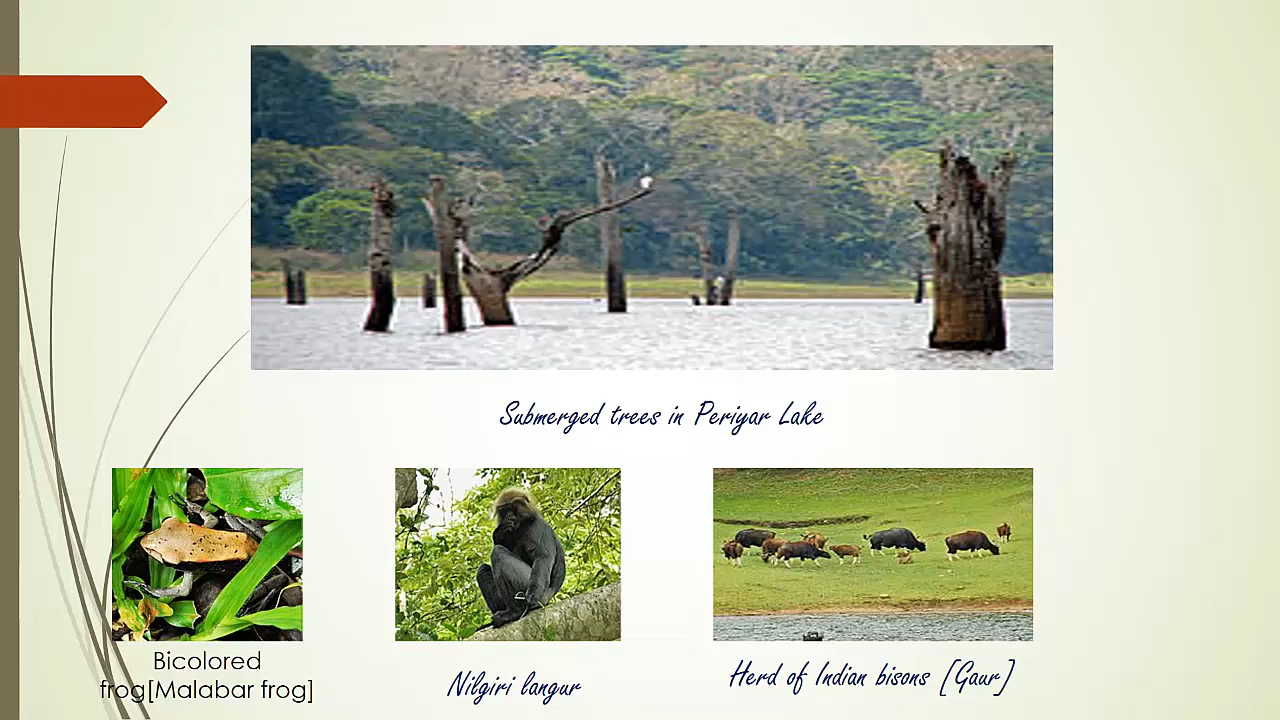 Submerged trees in Periyar Lake
Bicolored
frog[Malabar frog]
Nilgiri langur
Herd of Indian bisons [Gaur]